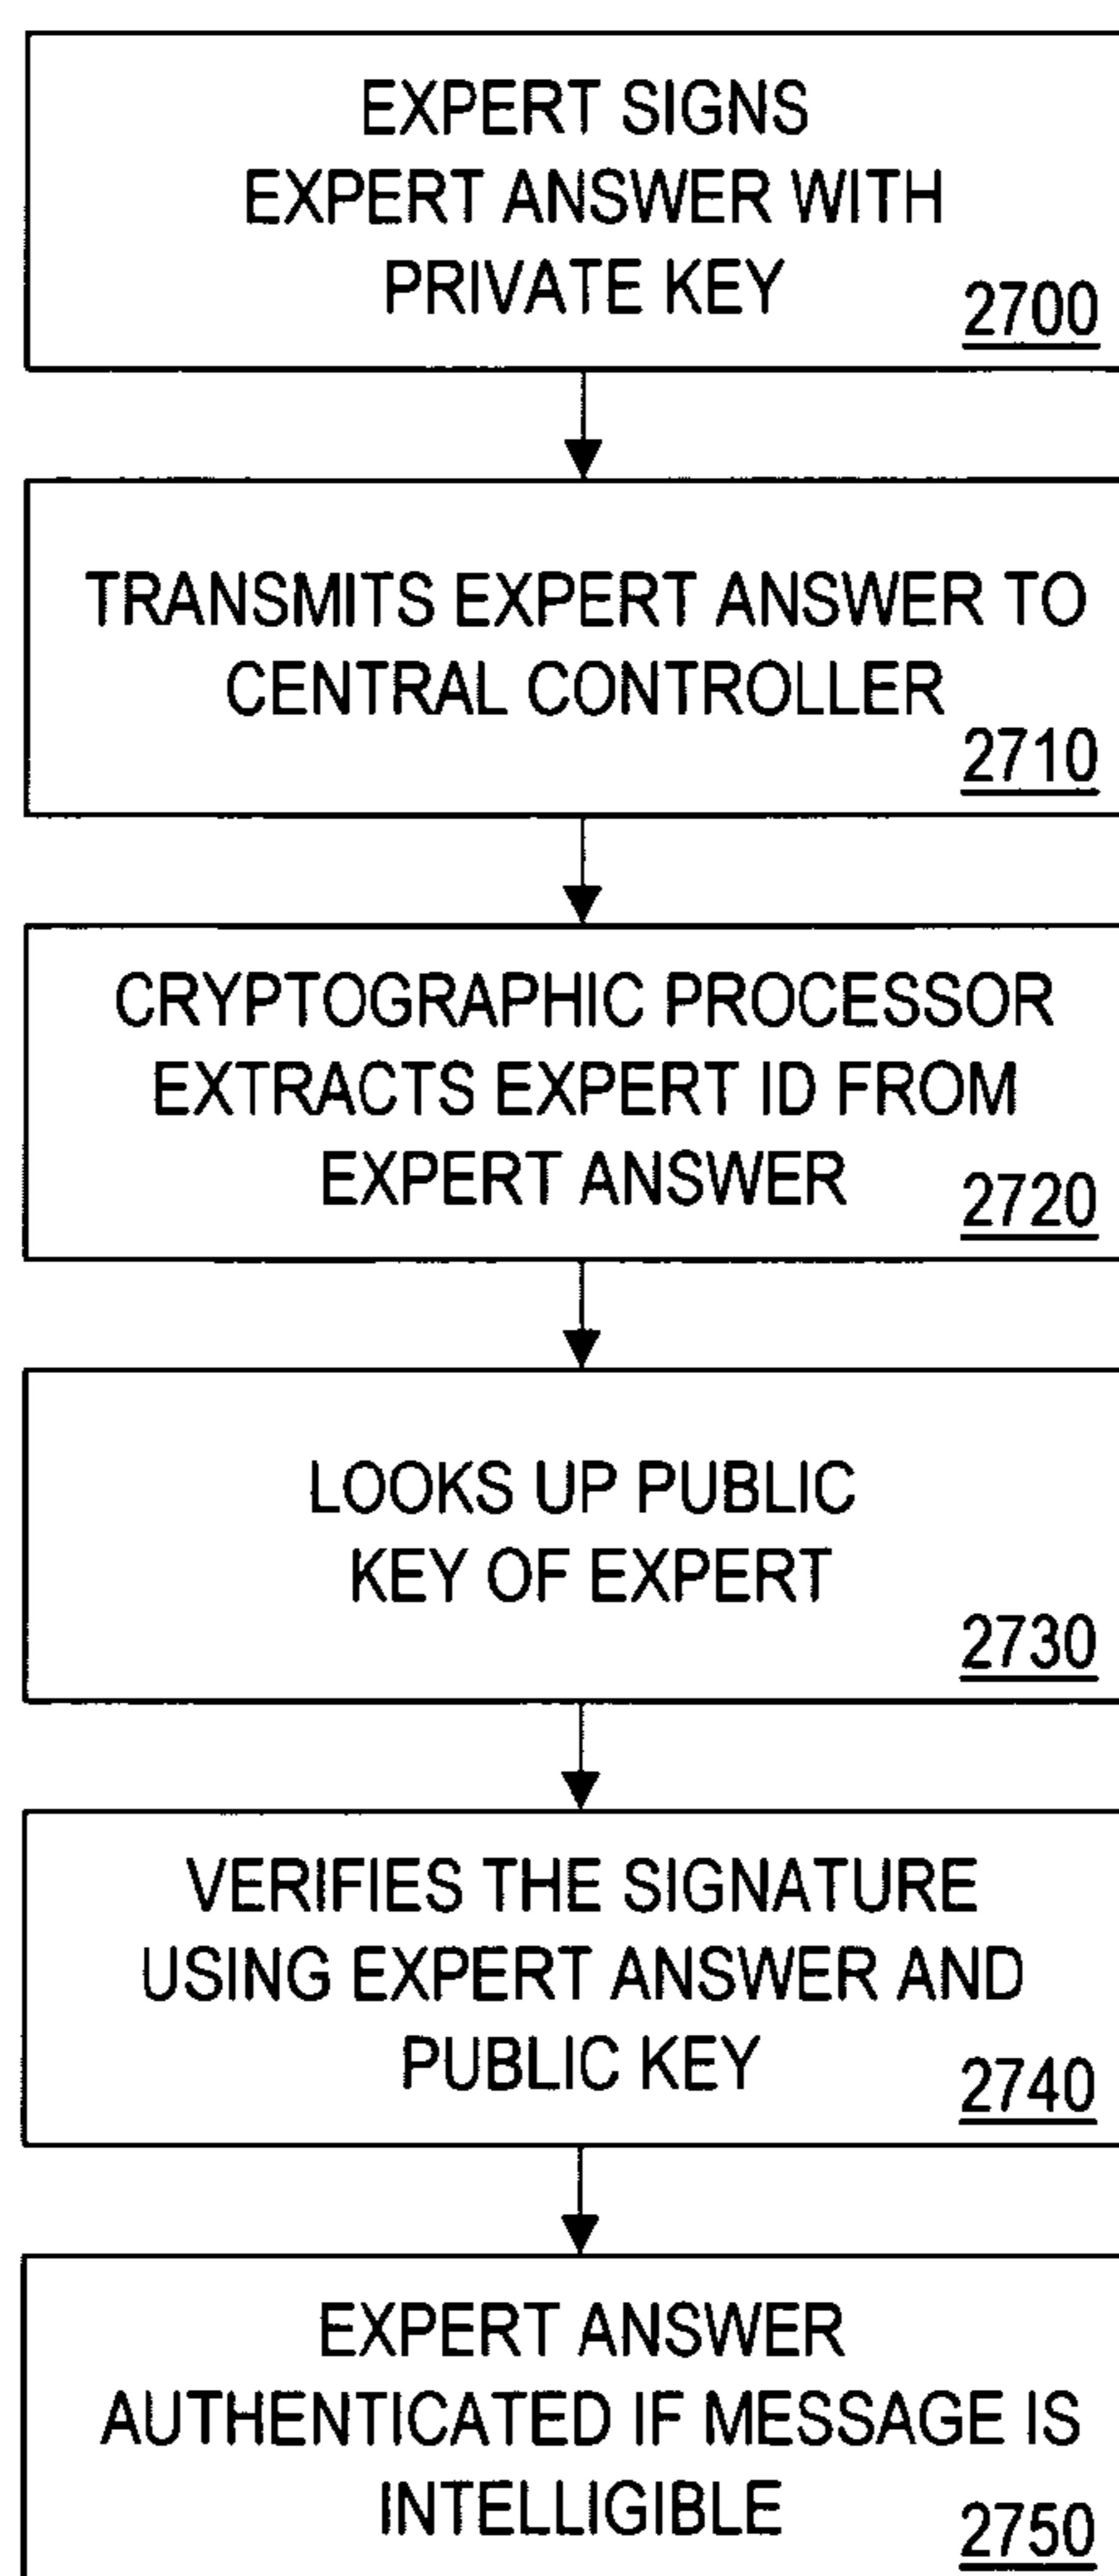 EXPERT SIGNS
EXPERT ANSWER WITH
PRIVATE KEY
2700
TRANSMITS EXPERT ANSWER TO
CENTRAL CONTROLLER
2710
CRYPTOGRAPHIC PROCESSOR
EXTRACTS EXPERT ID FROM
EXPERT ANSWER
2720
LOOKS UP PUBLIC
KEY OF EXPERT
2730
VERIFIES THE SIGNATURE
USING EXPERT ANSWER AND
PUBLIC KEY
2740
EXPERT ANSWER
AUTHENTICATED IF MESSAGE IS
INTELLIGIBLE
2750